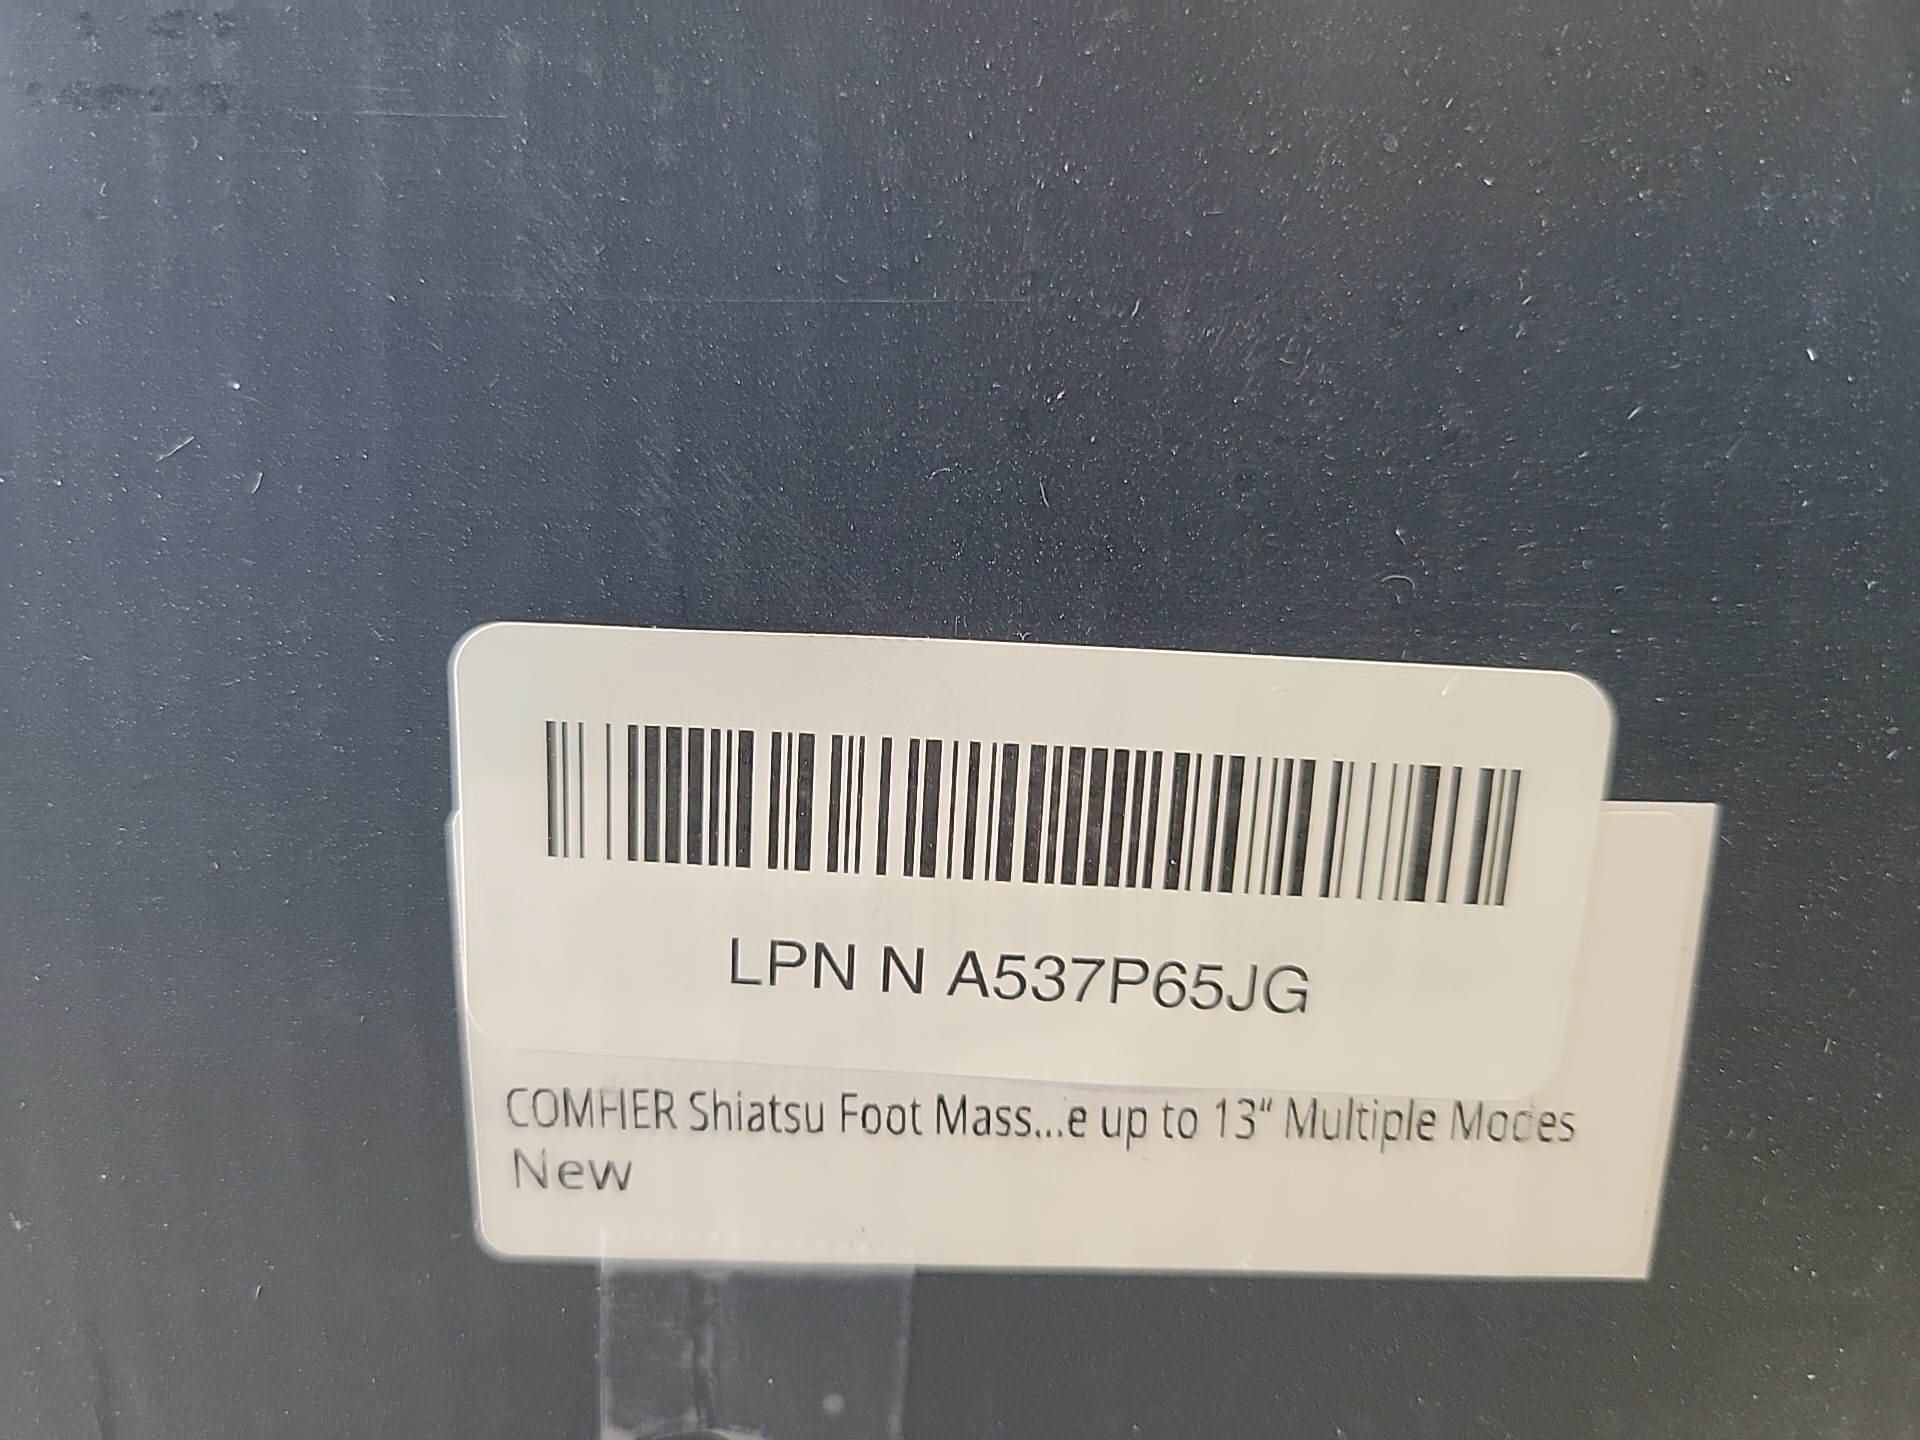 LPN N A537P65JG
COMFIER Shiatsu Foot Mass...e up to 13" Multiple Modes
New